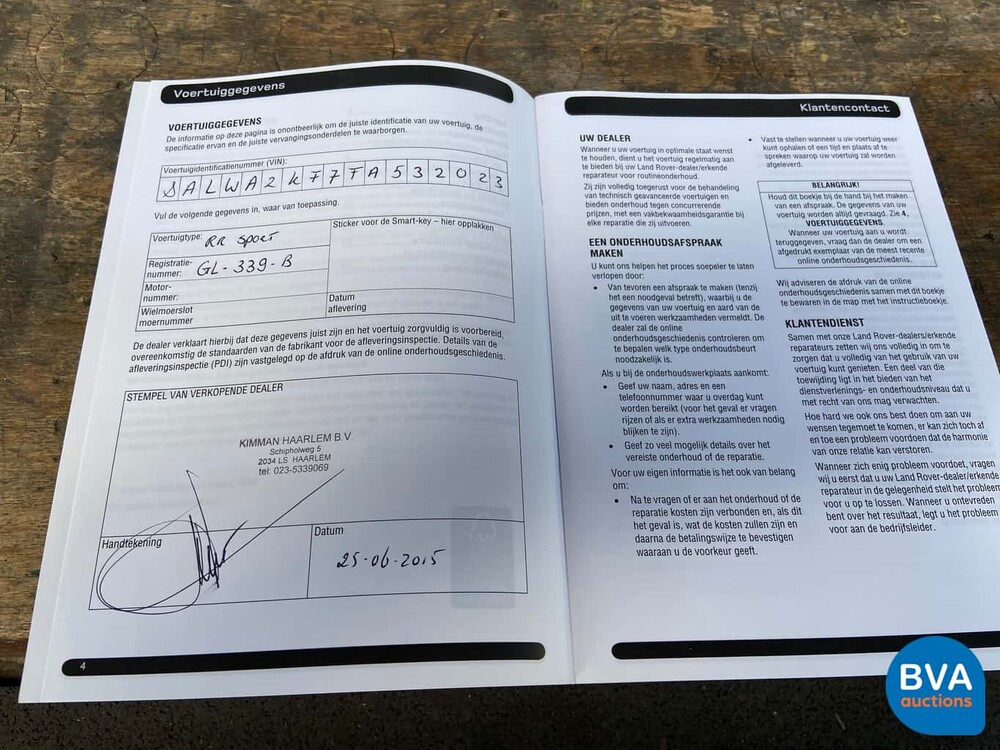 Voertuiggegevens
VOERTUIGGEGEVENS
De informatie op deze pagina is onontbeerlijk om de juiste identificatie van uw voertuig, de
specificatie ervan en de juiste vervangingsonderdelen te waarborgen.
Voertuigidentificatienummer (VIN):
SALWA2KF7FA532023
Vul de volgende gegevens in, waar van toepassing.
Voertuigtype: RR SPORT
Sticker voor de Smart-key – hier opplakken
Registratie-
nummer: GL-339-B
Motor-
nummer:
Wielmoerslot
moernummer
Datum
aflevering
De dealer verklaart hierbij dat deze gegevens juist zijn en het voertuig zorgvuldig is voorbereid,
overeenkomstig de standaarden van de fabrikant voor de afleveringsinspectie. Details van de
afleveringsinspectie (PDI) zijn vastgelegd op de afdruk van de online onderhoudsgeschiedenis.
STEMPEL VAN VERKOPENDE DEALER
KIMMAN HAARLEM B.V.
Schipholweg 5
2034 LS HAARLEM
tel: 023-5339069
Handtekening
Datum
25-06-2015
4
Klantencontact
UW DEALER
Wanneer u uw voertuig in optimale staat wenst
te houden, dient u het voertuig regelmatig aan
te bieden bij uw Land Rover-dealer/erkende
reparateur voor routineonderhoud.
Zij zijn volledig toegerust voor de behandeling
van technisch geavanceerde voertuigen en
bieden onderhoud tegen concurrerende
prijzen, met een vakbekwaamheidsgarantie bij
elke reparatie die zij uitvoeren.
EEN ONDERHOUDSAFSPRAAK
MAKEN
U kunt ons helpen het proces soepeler te laten
verlopen door:
• Van tevoren een afspraak te maken (tenzij
het een noodgeval betreft), waarbij u de
gegevens van uw voertuig en aard van de
uit te voeren werkzaamheden vermeldt. De
dealer zal de online
onderhoudsgeschiedenis controleren om
te bepalen welk type onderhoudsbeurt
noodzakelijk is.
Als u bij de onderhoudswerkplaats aankomt:
• Geef uw naam, adres en een
telefoonnummer waar u overdag kunt
worden bereikt (voor het geval er vragen
rijzen of als er extra werkzaamheden nodig
blijken te zijn).
• Geef zo veel mogelijk details over het
vereiste onderhoud of de reparatie.
Voor uw eigen informatie is het ook van belang
om:
• Na te vragen of er aan het onderhoud of de
reparatie kosten zijn verbonden en, als dit
het geval is, wat de kosten zullen zijn en
daarna de betalingswijze te bevestigen
waaraan u de voorkeur geeft.
• Vast te stellen wanneer u uw voertuig weer
kunt ophalen of een tijd en plaats af te
spreken waarop uw voertuig zal worden
afgeleverd.
BELANGRIJK!
Houd dit boekje bij de hand bij het maken
van een afspraak. De gegevens van uw
voertuig worden altijd gevraagd. Zie 4,
VOERTUIGGEGEVENS.
Wanneer uw voertuig aan u wordt
teruggegeven, vraag dan de dealer om een
afgedrukt exemplaar van de meest recente
online onderhoudsgeschiedenis.
Wij adviseren de afdruk van de online
onderhoudsgeschiedenis samen met dit boekje
te bewaren in de map met het instructieboekje.
KLANTENDIENST
Samen met onze Land Rover-dealers/erkende
reparateurs zetten wij ons volledig in om te
zorgen dat u volledig van het gebruik van uw
voertuig kunt genieten. Een deel van die
toewijding ligt in het bieden van het
dienstverlenings- en onderhoudsniveau dat u
met recht van ons mag verwachten.
Hoe hard we ook ons best doen om aan uw
wensen tegemoet te komen, er kan zich toch af
en toe een probleem voordoen dat de harmonie
van onze relatie kan verstoren.
Wanneer zich enig probleem voordoet, vragen
wij u eerst dat u uw Land Rover-dealer/erkende
reparateur in de gelegenheid stelt het probleem
voor u op te lossen. Wanneer u ontevreden
bent over het resultaat, legt u het probleem
voor aan de bedrijfsleider.
BVA
auctions